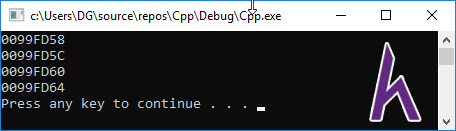 c:\Users\DG\source\repos\Cpp\Debug\Cpp.exe
0099FD58
0099FD5C
0099FD60
0099FD64
Press any key to continue . . .